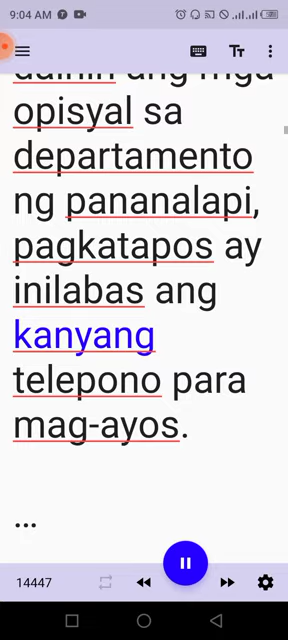 9:04 AM
opisyal sa
departamento
ng pananalapi,
pagkatapos ay
inilabas ang
kanyang
telepono para
mag-ayos.
...
14447